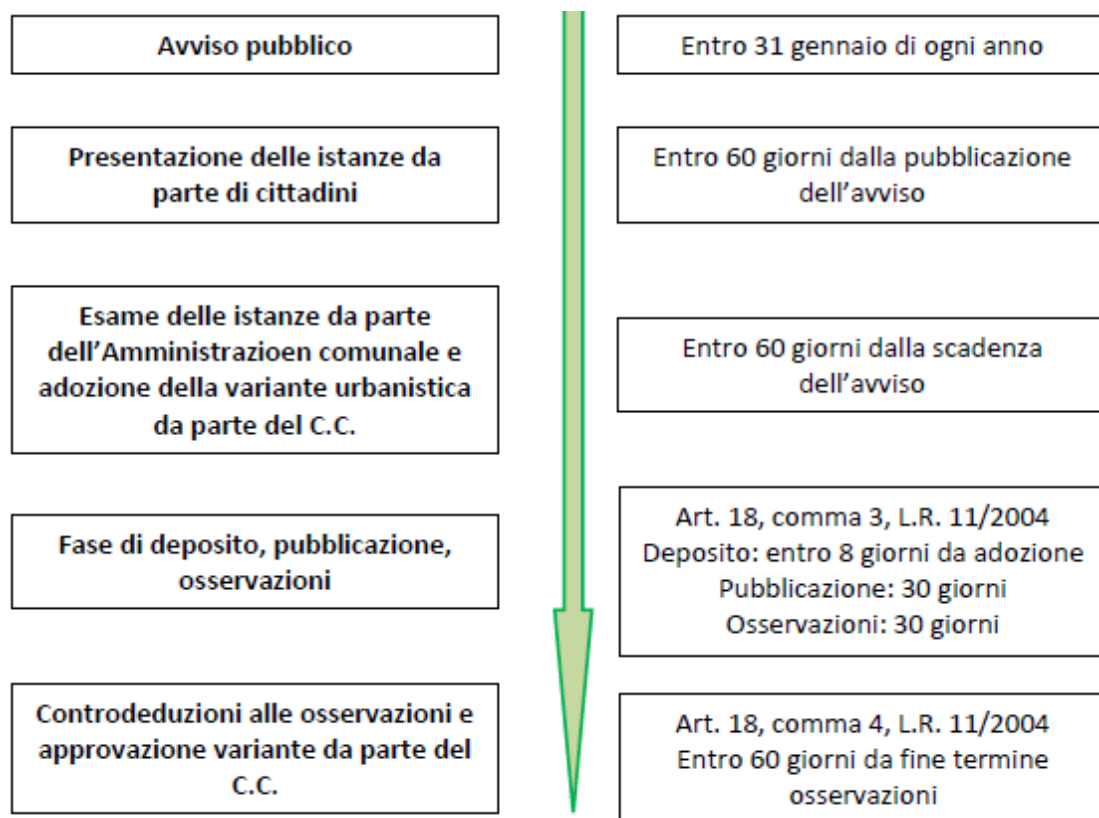 Avviso pubblico
Entro 31 gennaio di ogni anno
Presentazione delle istanze da
parte di cittadini
Entro 60 giorni dalla pubblicazione
dell’avviso
Esame delle istanze da parte
dell’Amministrazioen comunale e
adozione della variante urbanistica
da parte del C.C.
Entro 60 giorni dalla scadenza
dell’avviso
Fase di deposito, pubblicazione,
osservazioni
Art. 18, comma 3, L.R. 11/2004
Deposito: entro 8 giorni da adozione
Pubblicazione: 30 giorni
Osservazioni: 30 giorni
Controdeduzioni alle osservazioni e
approvazione variante da parte del
C.C.
Art. 18, comma 4, L.R. 11/2004
Entro 60 giorni da fine termine
osservazioni